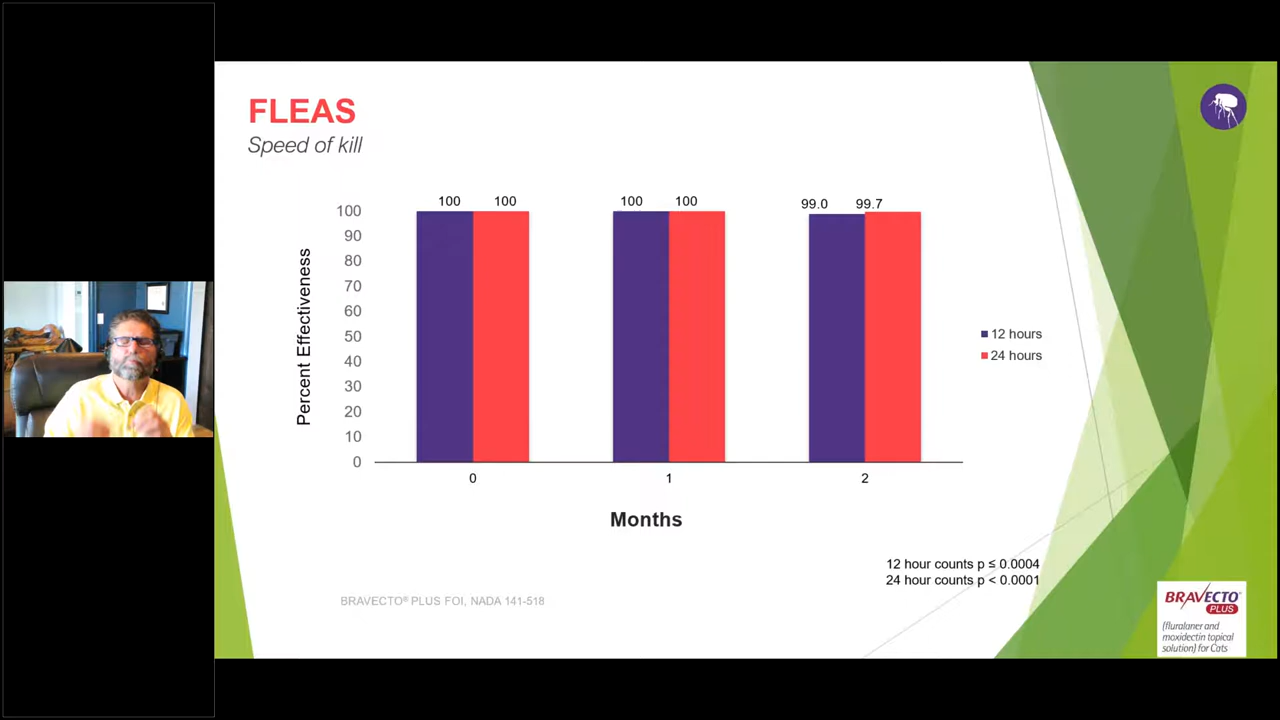 FLEAS
Speed of kill
100 100 100 100 99.0 99.7
100
90
80
70
60
50
40
30
20
10
0
Percent Effectiveness
0 1 2
Months
12 hours
24 hours
12 hour counts p ≤ 0.0004
24 hour counts p < 0.0001
BRAVECTO® PLUS FOI, NADA 141-518
BRAVECTO®
PLUS
(fluralaner and
moxidectin topical
solution) for Cats